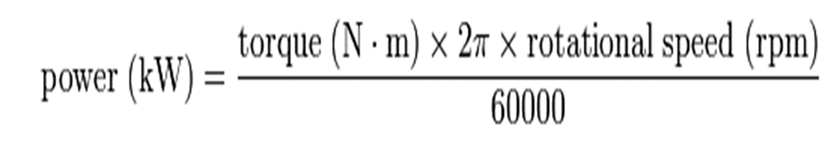 power (kW) = torque (N · m) × 2π × rotational speed (rpm) / 60000